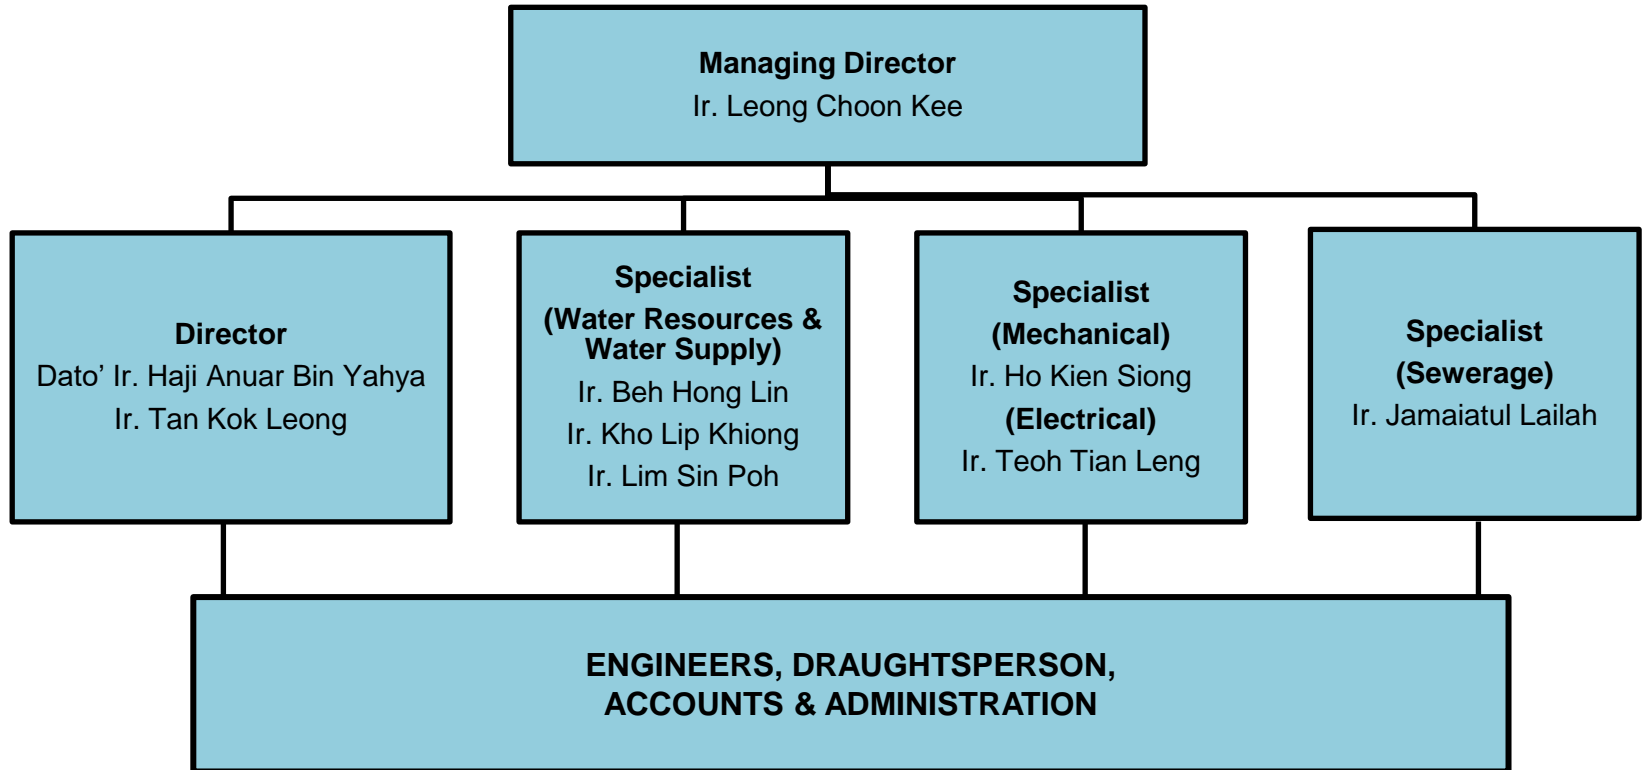 Managing Director
Ir. Leong Choon Kee
Director
Dato’ Ir. Haji Anuar Bin Yahya
Ir. Tan Kok Leong
Specialist
(Water Resources &
Water Supply)
Ir. Beh Hong Lin
Ir. Kho Lip Khiong
Ir. Lim Sin Poh
Specialist
(Mechanical)
Ir. Ho Kien Siong
(Electrical)
Ir. Teoh Tian Leng
Specialist
(Sewerage)
Ir. Jamaiatul Lailah
ENGINEERS, DRAUGHTSPERSON,
ACCOUNTS & ADMINISTRATION